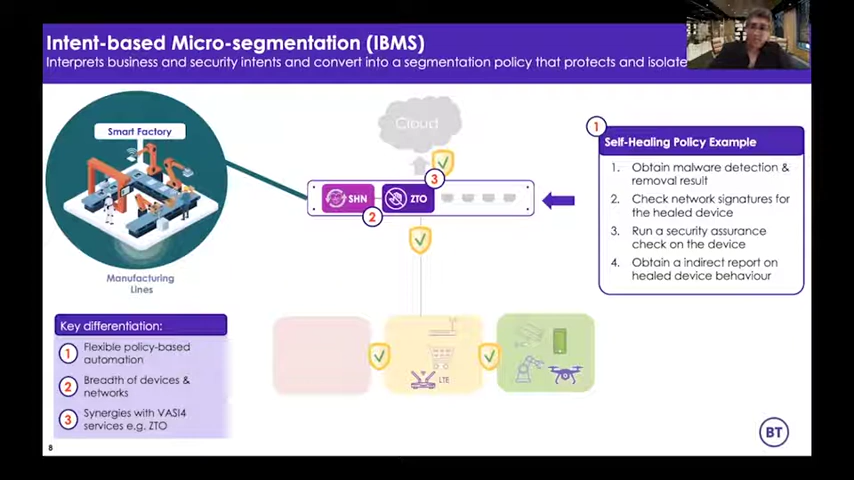 Intent-based Micro-segmentation (IBMS)
Interprets business and security intents and convert into a segmentation policy that protects and isolate
Smart Factory
Manufacturing
Lines
Cloud
SHN
ZTO
3
2
1
Self-Healing Policy Example
1. Obtain malware detection &
removal result
2. Check network signatures for
the healed device
3. Run a security assurance
check on the device
4. Obtain a indirect report on
healed device behaviour
LTE
Key differentiation:
1 Flexible policy-based
automation
2 Breadth of devices &
networks
3 Synergies with VASI4
services e.g. ZTO
8
BT